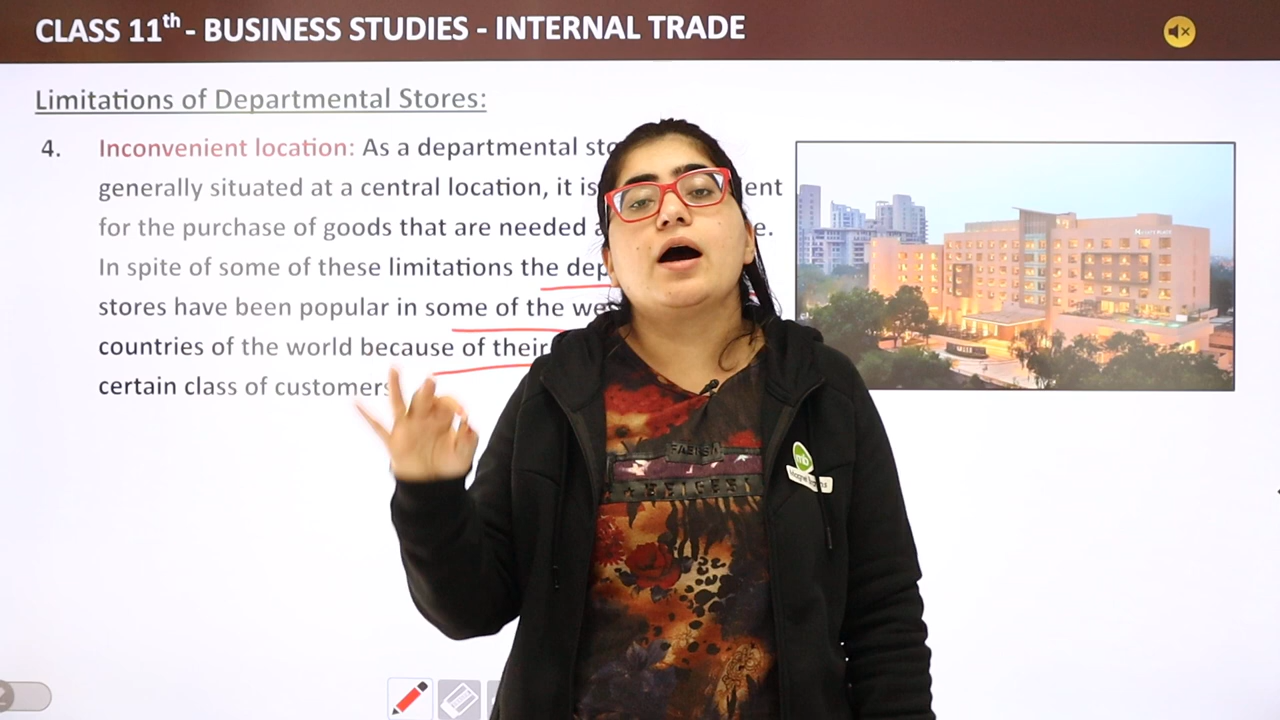 CLASS 11th - BUSINESS STUDIES - INTERNAL TRADE
Limitations of Departmental Stores:
4. Inconvenient location: As a departmental
generally situated at a central location, it is
for the purchase of goods that are needed
In spite of some of these limitations the
stores have been popular in some of the
countries of the world because of their
certain class of customers
mb